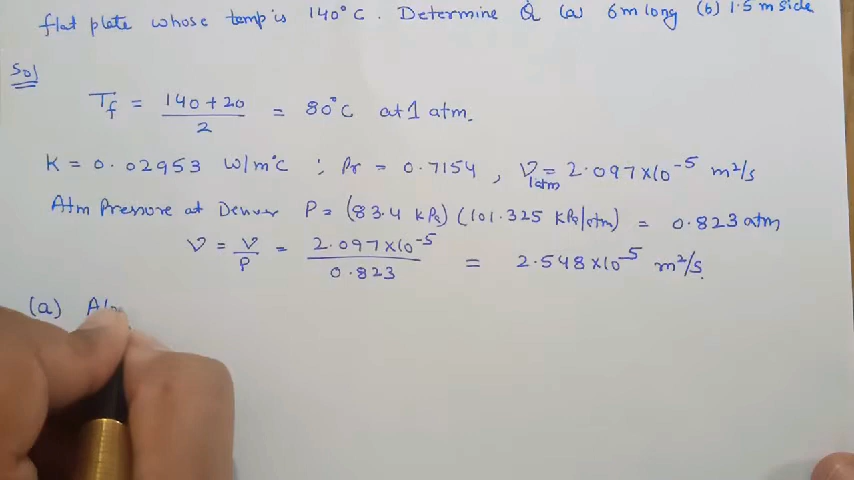 flat plate whose temp is 140°C. Determine Q̇ (a) 6m long (b) 1.5 m side
Sol
Tf = 140+20 / 2 = 80°C at 1 atm.
K = 0.02953 W/m°C ; Pr = 0.7154, ν1atm = 2.097×10^-5 m²/s
Atm Pressure at Denver P = (83.4 kPa) (101.325 kPa/atm) = 0.823 atm
ν = ν/P = 2.097×10^-5 / 0.823 = 2.548×10^-5 m²/s.
(a)